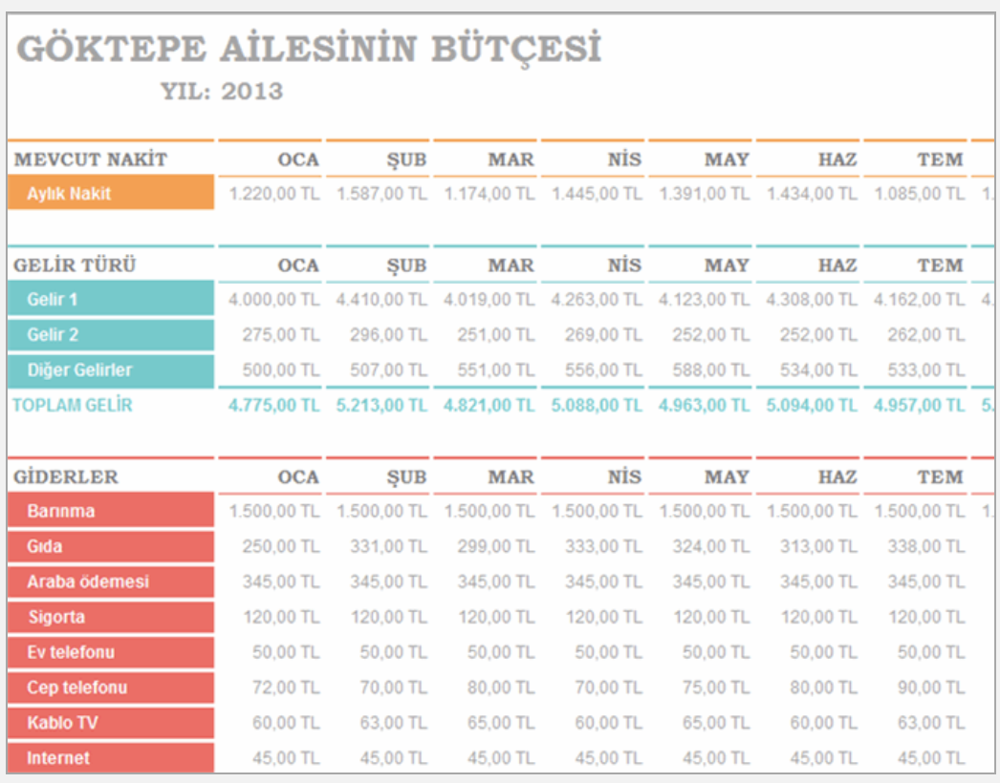 GÖKTEPE AİLESİNİN BÜTÇESİ
YIL: 2013
MEVCUT NAKİT OCA ŞUB MAR NİS MAY HAZ TEM
Aylık Nakit 1.220,00 TL 1.587,00 TL 1.174,00 TL 1.445,00 TL 1.391,00 TL 1.434,00 TL 1.085,00 TL 1.
GELİR TÜRÜ OCA ŞUB MAR NİS MAY HAZ TEM
Gelir 1 4.000,00 TL 4.410,00 TL 4.019,00 TL 4.263,00 TL 4.123,00 TL 4.308,00 TL 4.162,00 TL 4.
Gelir 2 275,00 TL 296,00 TL 251,00 TL 269,00 TL 252,00 TL 252,00 TL 262,00 TL
Diğer Gelirler 500,00 TL 507,00 TL 551,00 TL 556,00 TL 588,00 TL 534,00 TL 533,00 TL
TOPLAM GELİR 4.775,00 TL 5.213,00 TL 4.821,00 TL 5.088,00 TL 4.963,00 TL 5.094,00 TL 4.957,00 TL 5.
GİDERLER OCA ŞUB MAR NİS MAY HAZ TEM
Barınma 1.500,00 TL 1.500,00 TL 1.500,00 TL 1.500,00 TL 1.500,00 TL 1.500,00 TL 1.500,00 TL 1.
Gıda 250,00 TL 331,00 TL 299,00 TL 333,00 TL 324,00 TL 313,00 TL 338,00 TL
Araba ödemesi 345,00 TL 345,00 TL 345,00 TL 345,00 TL 345,00 TL 345,00 TL 345,00 TL
Sigorta 120,00 TL 120,00 TL 120,00 TL 120,00 TL 120,00 TL 120,00 TL 120,00 TL
Ev telefonu 50,00 TL 50,00 TL 50,00 TL 50,00 TL 50,00 TL 50,00 TL 50,00 TL
Cep telefonu 72,00 TL 70,00 TL 80,00 TL 70,00 TL 75,00 TL 80,00 TL 90,00 TL
Kablo TV 60,00 TL 63,00 TL 65,00 TL 60,00 TL 65,00 TL 60,00 TL 63,00 TL
Internet 45,00 TL 45,00 TL 45,00 TL 45,00 TL 45,00 TL 45,00 TL 45,00 TL